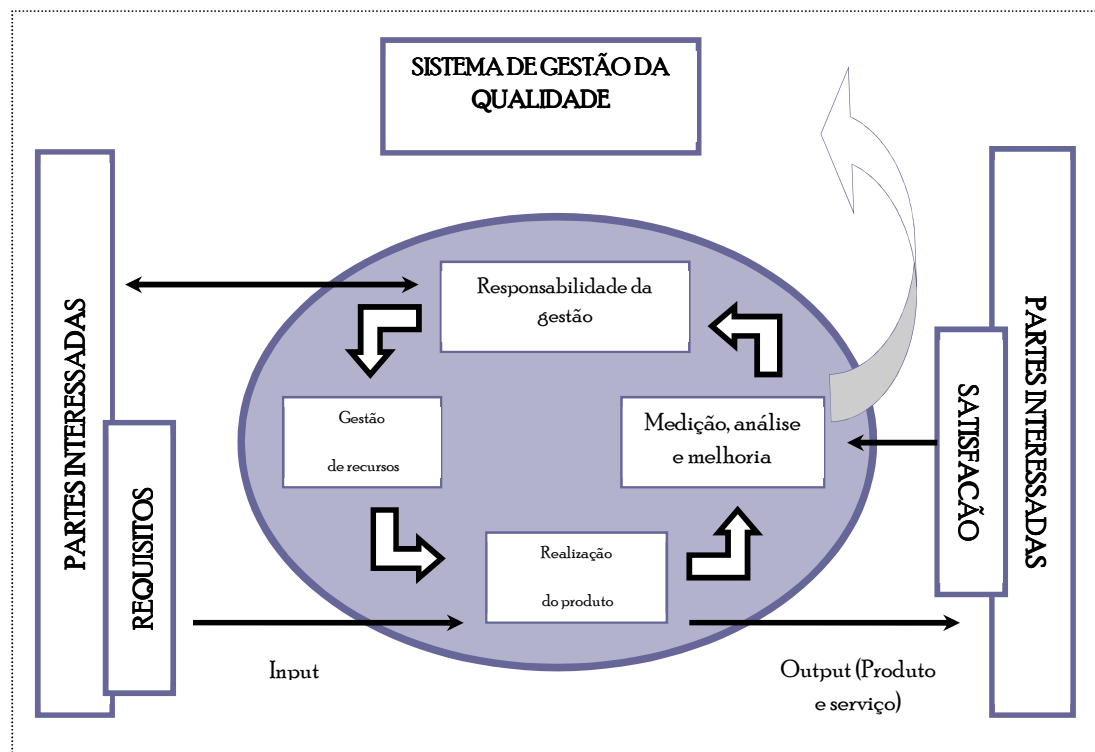 SISTEMA DE GESTÃO DA
QUALIDADE
PARTES INTERESSADAS
REQUISITOS
Responsabilidade da
gestão
Gestão
de recursos
Medição, análise
e melhoria
Realização
do produto
SATISFAÇÃO
PARTES INTERESSADAS
Input
Output (Produto
e serviço)